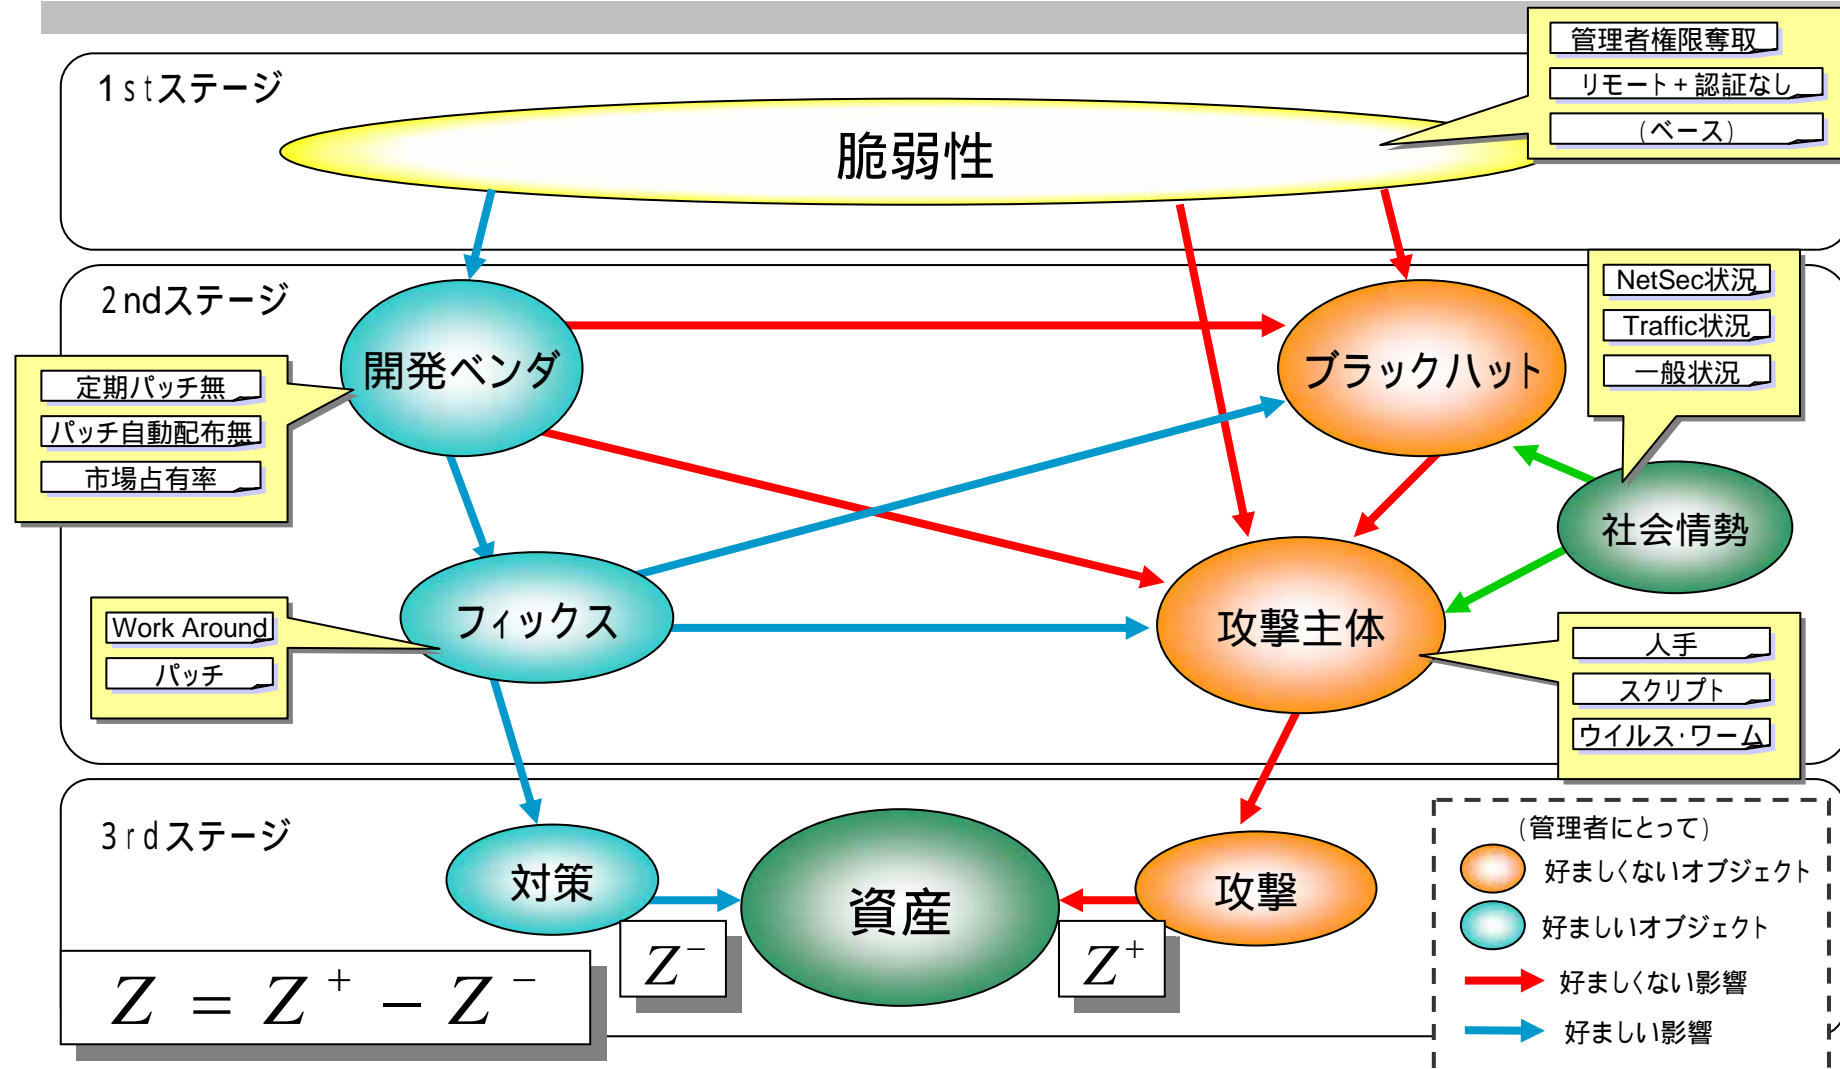 管理者権限奪取
リモート+認証なし
(ベース)
1stステージ
脆弱性
2ndステージ
NetSec状況
Traffic状況
一般状況
開発ベンダ
ブラックハット
定期パッチ無
パッチ自動配布無
市場占有率
社会情勢
フィックス
攻撃主体
Work Around
パッチ
人手
スクリプト
ウイルス・ワーム
3rdステージ
対策
資産
攻撃
Z⁻
Z⁺
Z = Z⁺ − Z⁻
(管理者にとって)
好ましくないオブジェクト
好ましいオブジェクト
好ましくない影響
好ましい影響